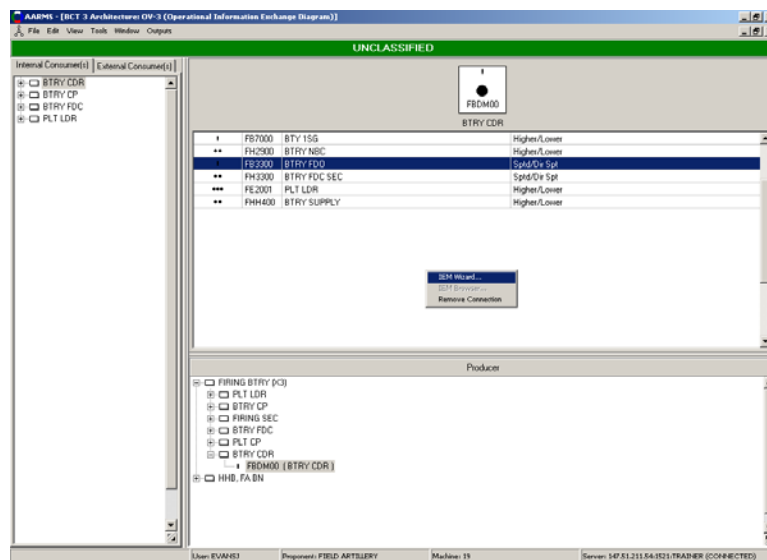 AARMS - [BCT 3 Architecture: OV-3 (Operational Information Exchange Diagram)]
File Edit View Tools Window Outputs
UNCLASSIFIED
Internal Consumer(s) External Consumer(s)
BTRY CDR
BTRY CP
BTRY FDC
PLT LDR
FBDM00
BTRY CDR
FB7000 BTY 1SG Higher/Lower
FH2900 BTRY NBC Higher/Lower
FB3300 BTRY FDO Sptd/Dir Spt
FH3300 BTRY FDC SEC Sptd/Dir Spt
FE2001 PLT LDR Higher/Lower
FHH400 BTRY SUPPLY Higher/Lower
IEM Wizard...
IEM Browser...
Remove Connection
Producer
FIRING BTRY (X3)
PLT LDR
BTRY CP
FIRING SEC
BTRY FDC
PLT CP
BTRY CDR
FBDM00 ( BTRY CDR )
HHB, FA BN
User: EVANSJ Proponent: FIELD ARTILLERY Machine: 19 Server: 147.51.211.54:1521:TRAINER (CONNECTED)